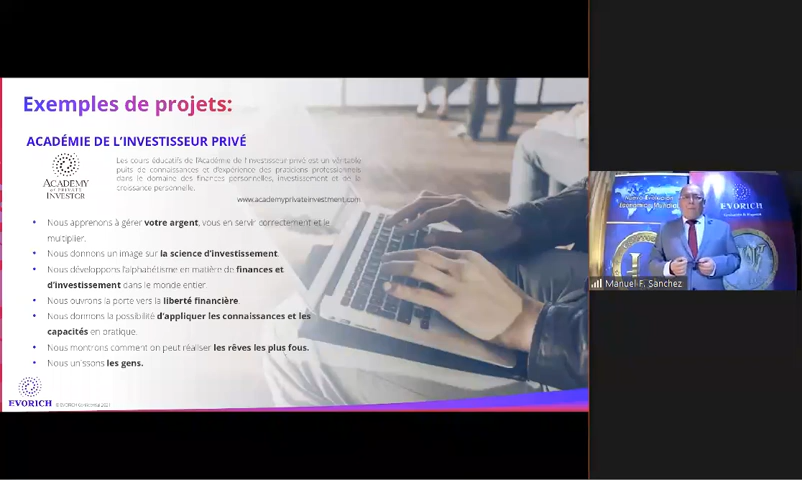 Exemples de projets:
ACADÉMIE DE L'INVESTISSEUR PRIVÉ
ACADEMY
OF PRIVATE
INVESTOR
Les cours éducatifs de l'Académie de l'investisseur privé est un véritable
puits de connaissances et d'expérience des praticiens professionnels
dans le domaine des finances personnelles, investissement et de la
croissance personnelle.
www.academyprivateinvestment.com
• Nous apprenons à gérer votre argent, vous en servir correctement et le
multiplier.
• Nous donnons un image sur la science d'investissement.
• Nous développons l'alphabétisme en matière de finances et
d'investissement dans le monde entier
• Nous ouvrons la porte vers la liberté financière.
• Nous donnons la possibilité d'appliquer les connaissances et les
capacités en pratique.
• Nous montrons comment on peut réaliser les rêves les plus fous.
• Nous unissons les gens.
EVORICH
EVORICH
Manuel F. Sànchez